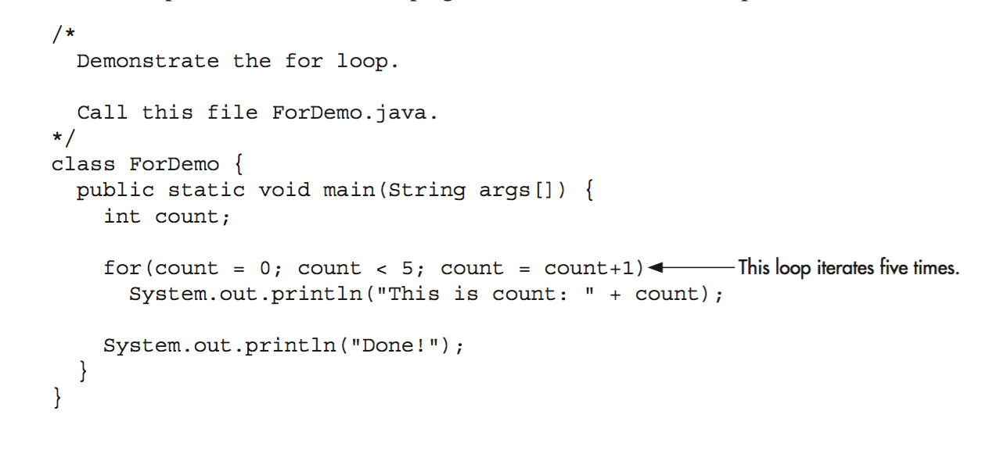 /*
Demonstrate the for loop.
Call this file ForDemo.java.
*/
class ForDemo {
public static void main(String args[]) {
int count;
for(count = 0; count < 5; count = count+1) This loop iterates five times.
System.out.println("This is count: " + count);
System.out.println("Done!");
}
}